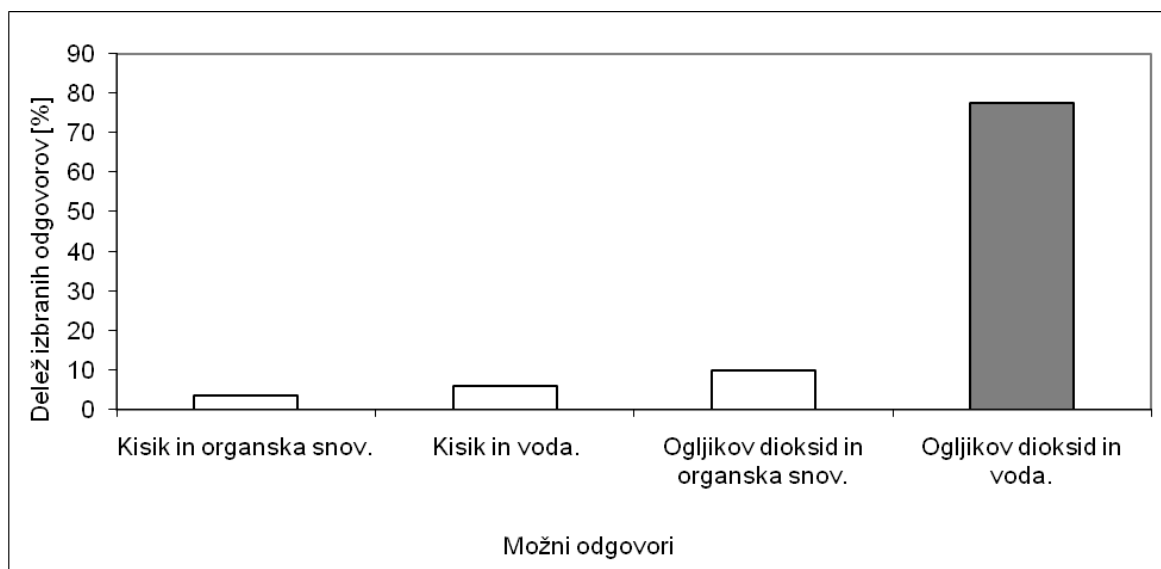 Delež izbranih odgovorov [%]
90
80
70
60
50
40
30
20
10
0
Kisik in organska snov.
Kisik in voda.
Ogljikov dioksid in
organska snov.
Ogljikov dioksid in
voda.
Možni odgovori